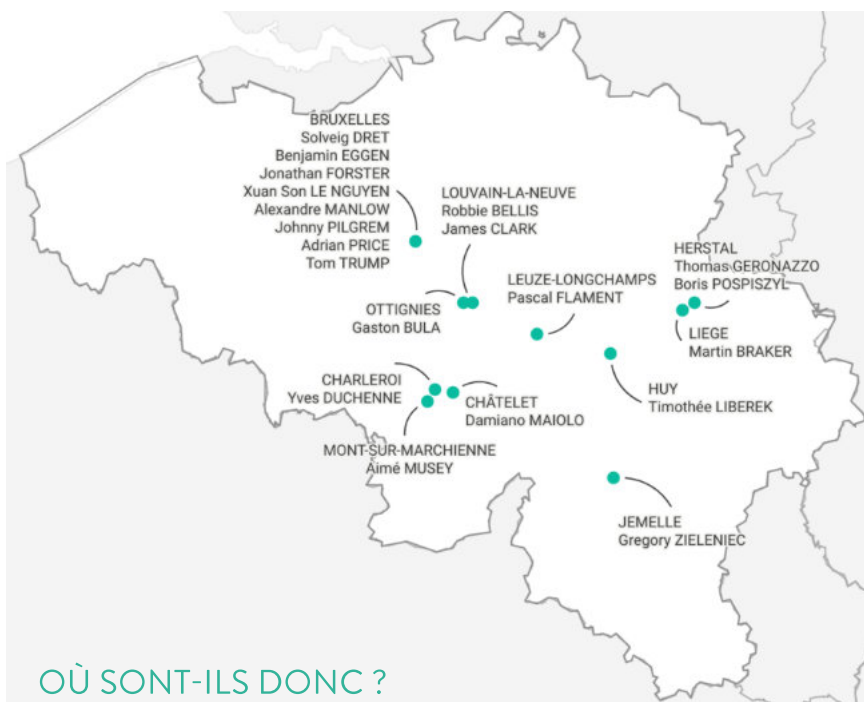 BRUXELLES
Solveig DRET
Benjamin EGGEN
Jonathan FORSTER
Xuan Son LE NGUYEN
Alexandre MANLOW
Johnny PILGREM
Adrian PRICE
Tom TRUMP
LOUVAIN-LA-NEUVE
Robbie BELLIS
James CLARK
HERSTAL
Thomas GERONAZZO
Boris POSPISZYL
LEUZE-LONGCHAMPS
Pascal FLAMENT
OTTIGNIES
Gaston BULA
LIEGE
Martin BRAKER
CHARLEROI
Yves DUCHENNE
CHÂTELET
Damiano MAIOLO
HUY
Timothée LIBEREK
MONT-SUR-MARCHIENNE
Aimé MUSEY
JEMELLE
Gregory ZIELENIEC
OÙ SONT-ILS DONC ?